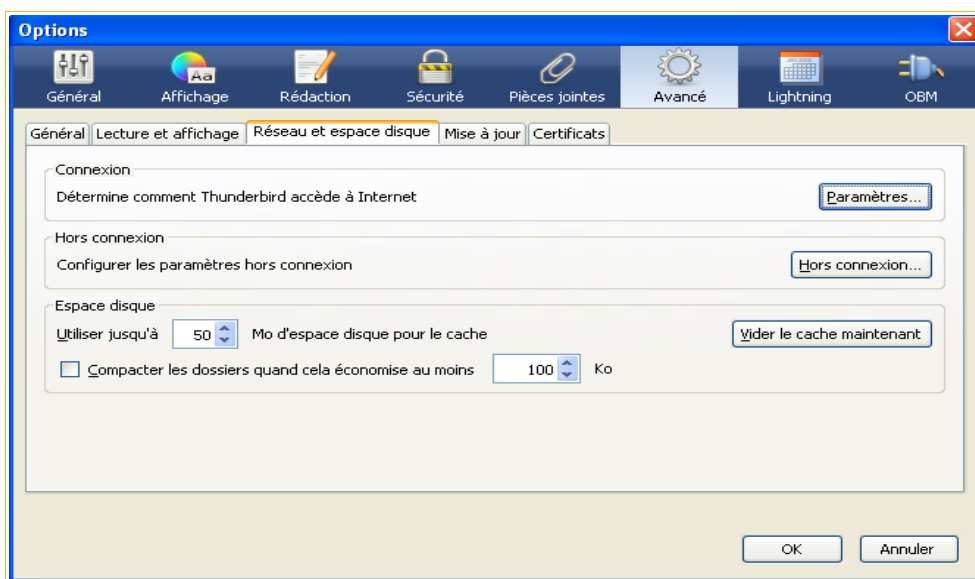 Options
Général Affichage Rédaction Sécurité Pièces jointes Avancé Lightning OBM
Général Lecture et affichage Réseau et espace disque Mise à jour Certificats
Connexion
Détermine comment Thunderbird accède à Internet Paramètres...
Hors connexion
Configurer les paramètres hors connexion Hors connexion...
Espace disque
Utiliser jusqu'à 50 Mo d'espace disque pour le cache Vider le cache maintenant
Compacter les dossiers quand cela économise au moins 100 Ko
OK Annuler